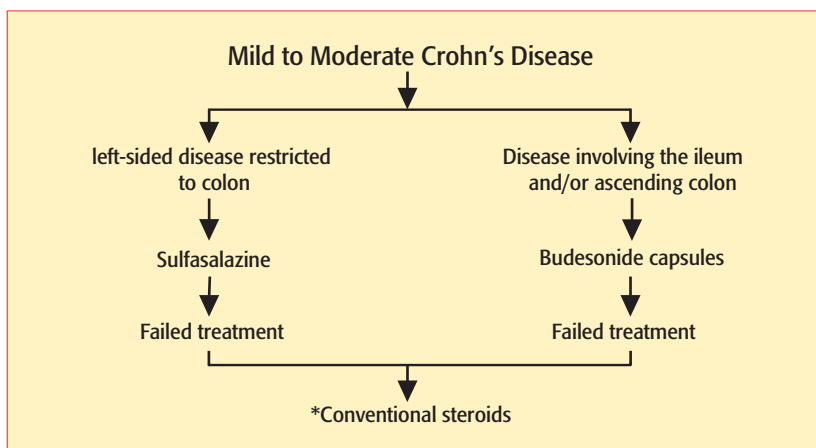 Mild to Moderate Crohn’s Disease
left-sided disease restricted
to colon
Disease involving the ileum
and/or ascending colon
Sulfasalazine
Budesonide capsules
Failed treatment
Failed treatment
*Conventional steroids